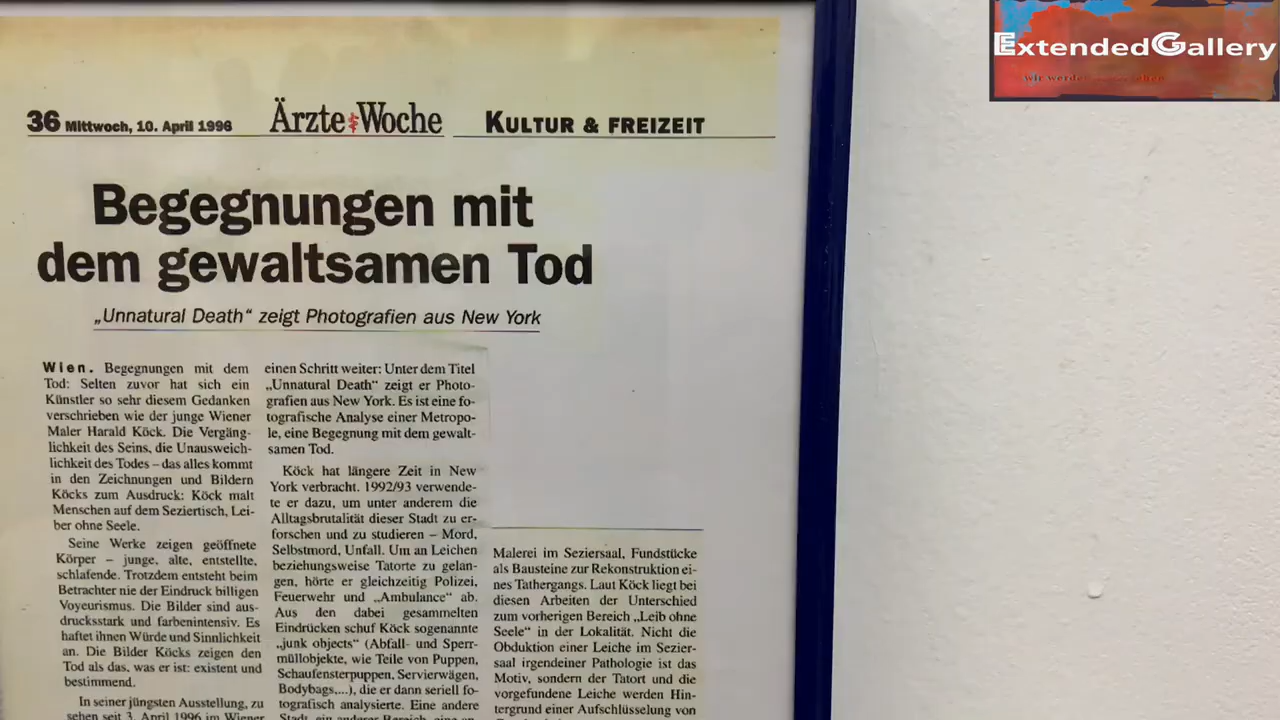 ExtendedGallery
wir werden
36 Mittwoch, 10. April 1996 Ärzte Woche KULTUR & FREIZEIT
Begegnungen mit
dem gewaltsamen Tod
„Unnatural Death“ zeigt Photografien aus New York
Wien. Begegnungen mit dem
Tod: Selten zuvor hat sich ein
Künstler so sehr diesem Gedanken
verschrieben wie der junge Wiener
Maler Harald Köck. Die Vergäng-
lichkeit des Seins, die Unausweich-
lichkeit des Todes – das alles kommt
in den Zeichnungen und Bildern
Köcks zum Ausdruck: Köck malt
Menschen auf dem Seziertisch, Lei-
ber ohne Seele.
Seine Werke zeigen geöffnete
Körper – junge, alte, entstellte,
schlafende. Trotzdem entsteht beim
Betrachter nie der Eindruck billigen
Voyeurismus. Die Bilder sind aus-
drucksstark und farbenintensiv. Es
haftet ihnen Würde und Sinnlichkeit
an. Die Bilder Köcks zeigen den
Tod als das, was er ist: existent und
bestimmend.
In seiner jüngsten Ausstellung, zu
sehen seit 3. April 1996 im Wiener
einen Schritt weiter: Unter dem Titel
„Unnatural Death“ zeigt er Photo-
grafien aus New York. Es ist eine fo-
tografische Analyse einer Metropo-
le, eine Begegnung mit dem gewalt-
samen Tod.
Köck hat längere Zeit in New
York verbracht. 1992/93 verwende-
te er dazu, um unter anderem die
Alltagsbrutalität dieser Stadt zu er-
forschen und zu studieren – Mord,
Selbstmord, Unfall. Um an Leichen
beziehungsweise Tatorte zu gelan-
gen, hörte er gleichzeitig Polizei,
Feuerwehr und „Ambulance“ ab.
Aus den dabei gesammelten
Eindrücken schuf Köck sogenannte
„junk objects“ (Abfall- und Sperr-
müllobjekte, wie Teile von Puppen,
Schaufensterpuppen, Servierwägen,
Bodybags,...), die er dann seriell fo-
tografisch analysierte. Eine andere
Stadt, ein anderer Bereich, eine an-
Malerei im Seziersaal, Fundstücke
als Bausteine zur Rekonstruktion ei-
nes Tathergangs. Laut Köck liegt bei
diesen Arbeiten der Unterschied
zum vorherigen Bereich „Leib ohne
Seele“ in der Lokalität. Nicht die
Obduktion einer Leiche im Sezier-
saal irgendeiner Pathologie ist das
Motiv, sondern der Tatort und die
vorgefundene Leiche werden Hin-
tergrund einer Aufschlüsselung von